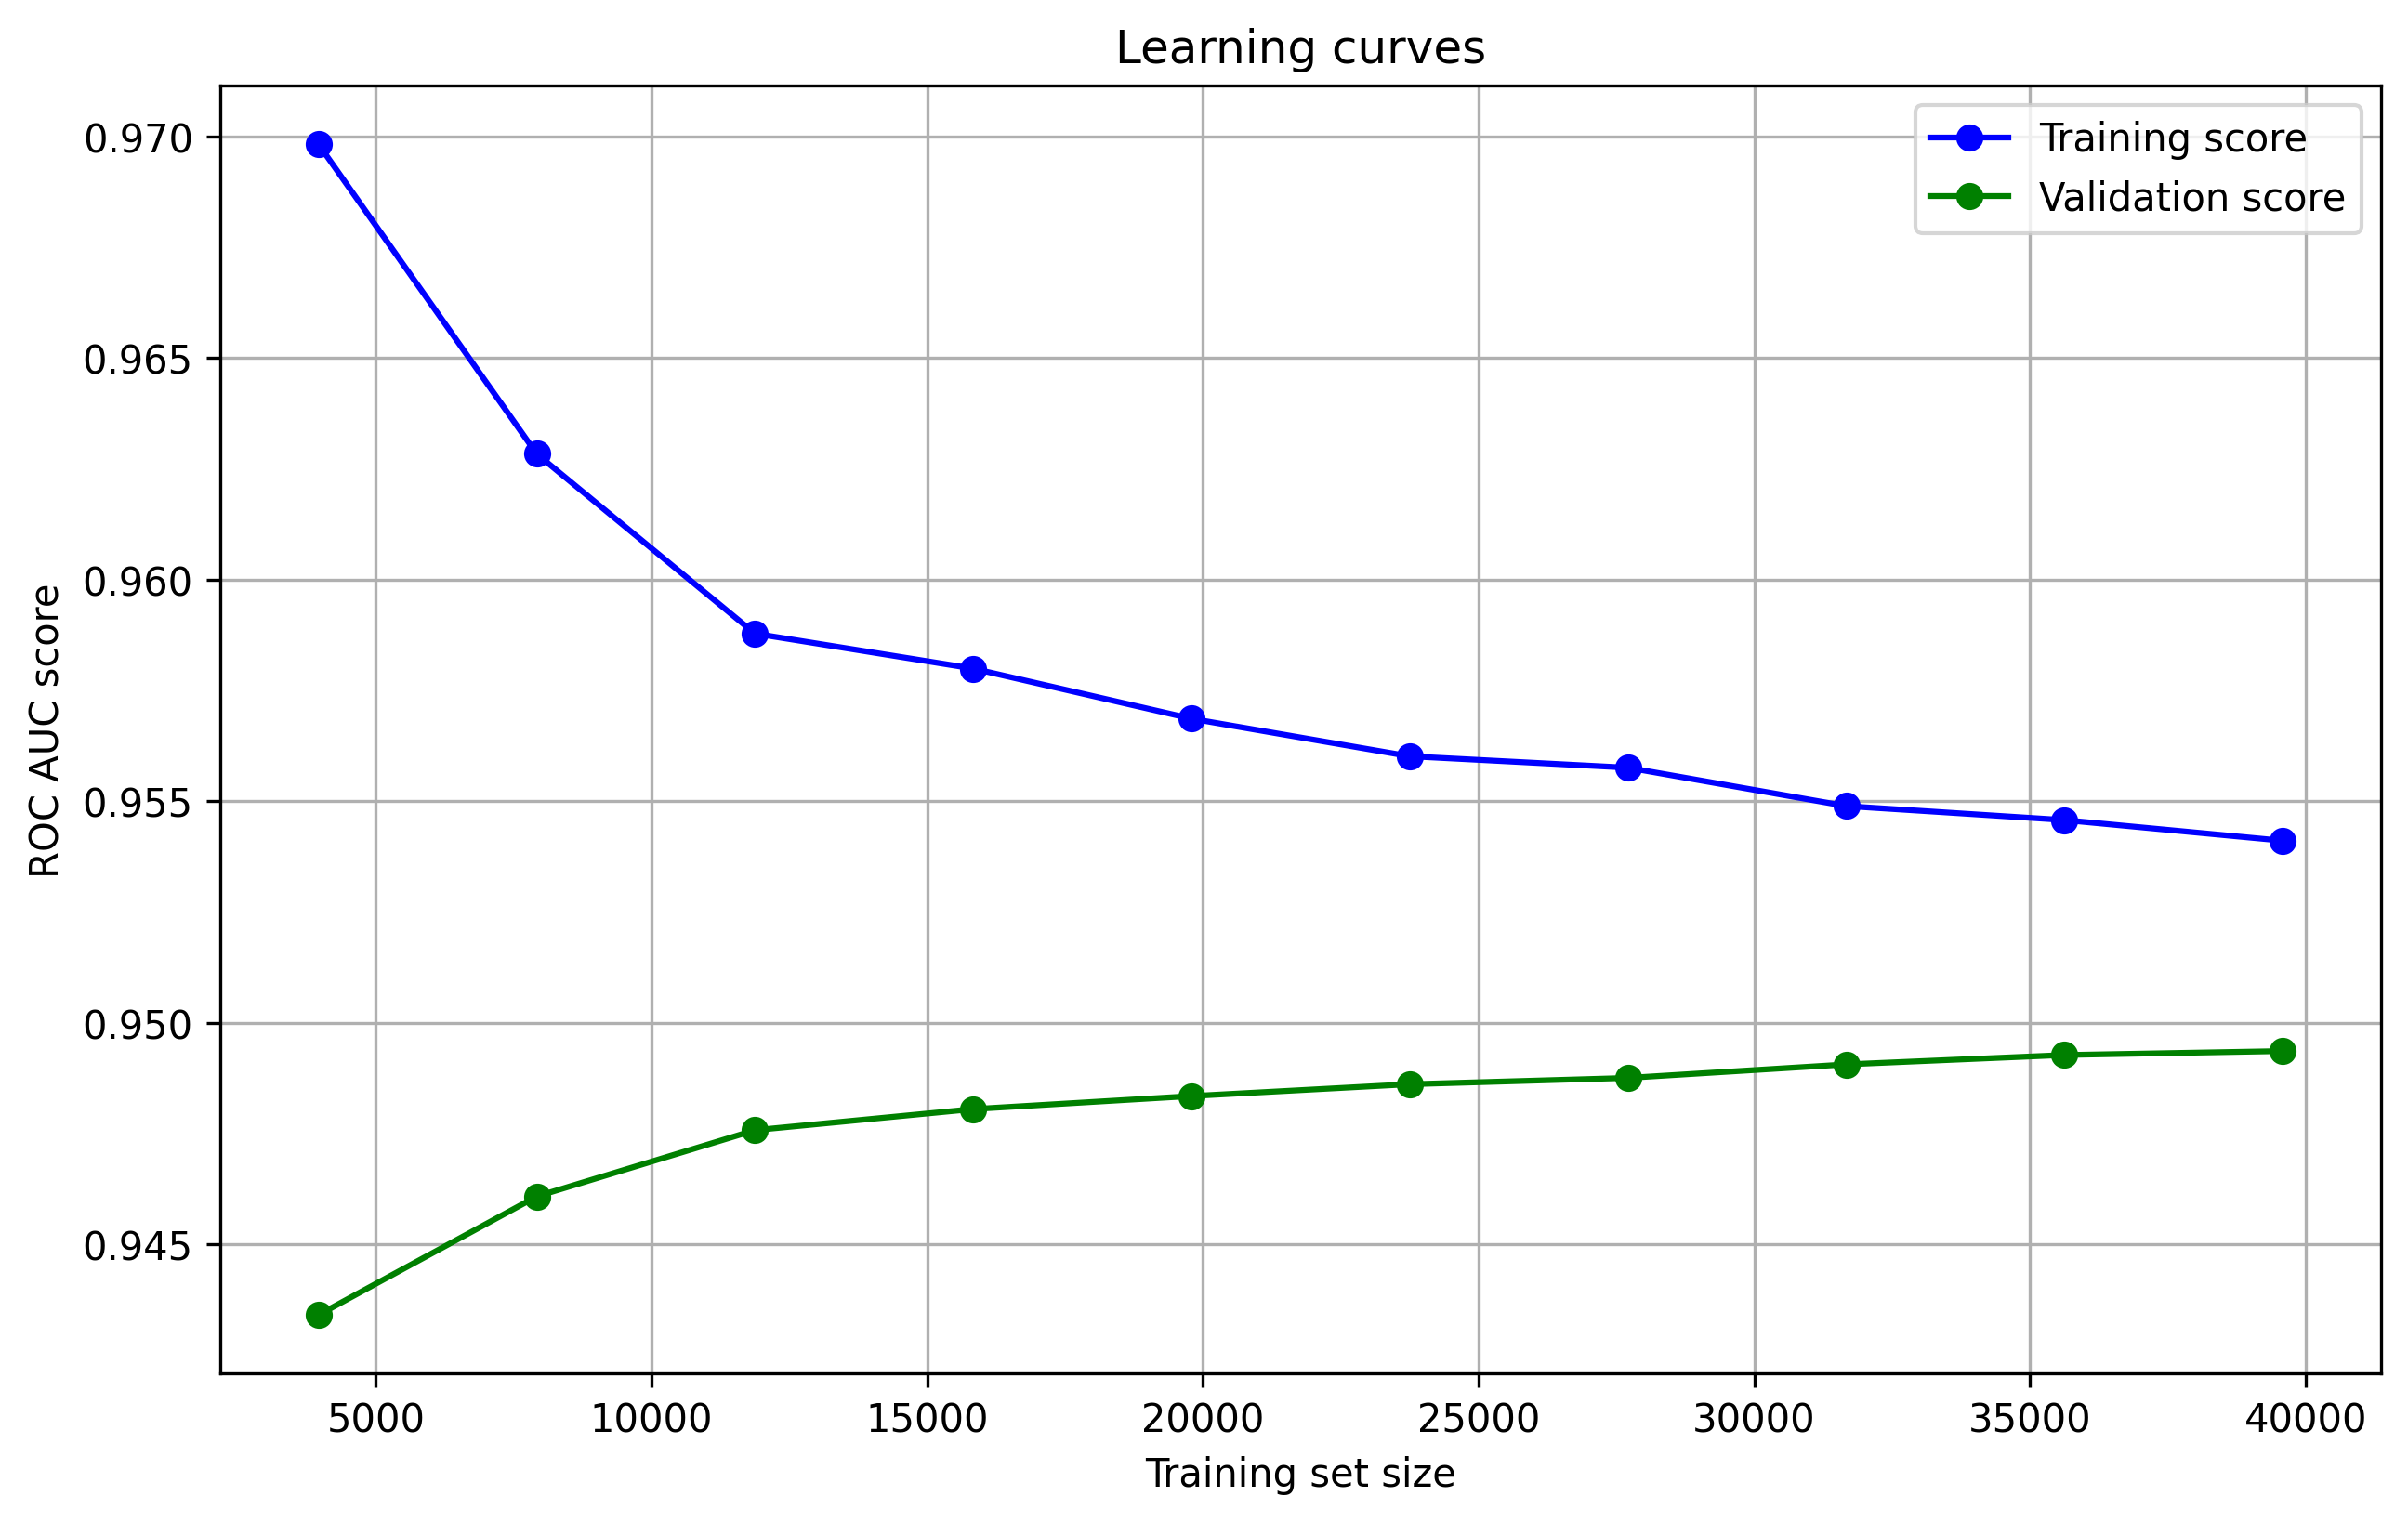 Learning curves
0.970
0.965
0.960
0.955
0.950
0.945
ROC AUC score
Training score
Validation score
5000 10000 15000 20000 25000 30000 35000 40000
Training set size